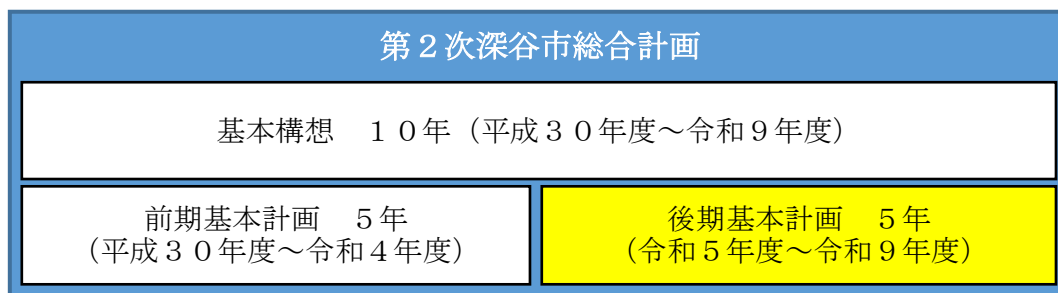 第２次深谷市総合計画
基本構想　１０年（平成３０年度～令和９年度）
前期基本計画　５年
（平成３０年度～令和４年度）
後期基本計画　５年
（令和５年度～令和９年度）